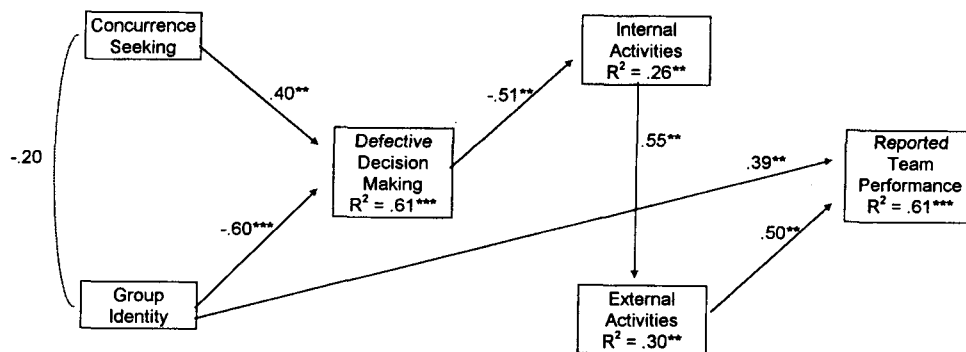 Concurrence
Seeking
Internal
Activities
R² = .26**
.40**
-.51**
-.20
Defective
Decision
Making
R² = .61***
.55**
.39**
Reported
Team
Performance
R² = .61***
-.60***
.50**
Group
Identity
External
Activities
R² = .30**